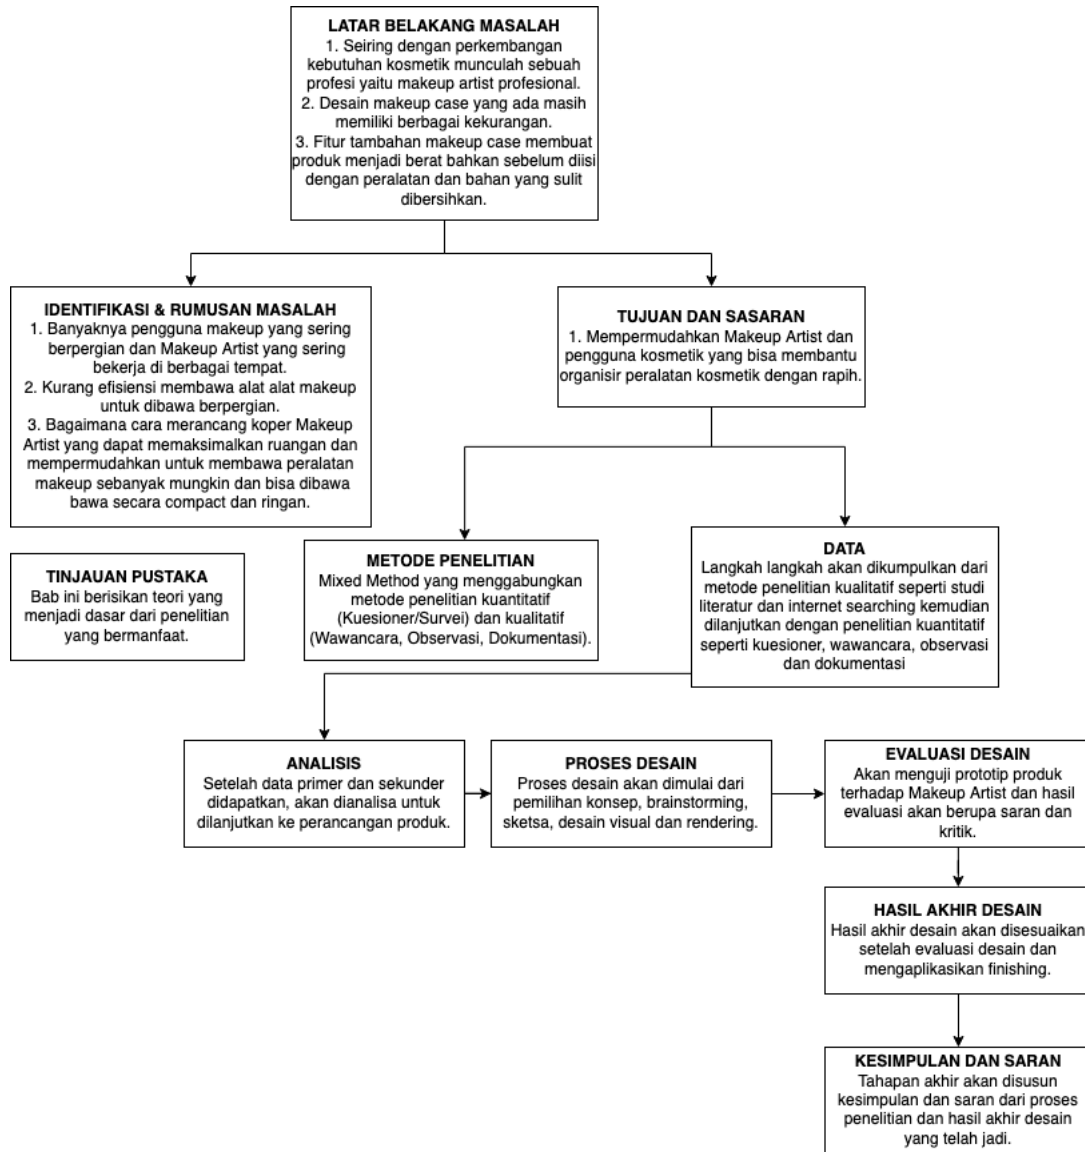 LATAR BELAKANG MASALAH
1. Seiring dengan perkembangan
kebutuhan kosmetik munculah sebuah
profesi yaitu makeup artist profesional.
2. Desain makeup case yang ada masih
memiliki berbagai kekurangan.
3. Fitur tambahan makeup case membuat
produk menjadi berat bahkan sebelum diisi
dengan peralatan dan bahan yang sulit
dibersihkan.
IDENTIFIKASI & RUMUSAN MASALAH
1. Banyaknya pengguna makeup yang sering
berpergian dan Makeup Artist yang sering
bekerja di berbagai tempat.
2. Kurang efisiensi membawa alat alat makeup
untuk dibawa berpergian.
3. Bagaimana cara merancang koper Makeup
Artist yang dapat memaksimalkan ruangan dan
mempermudahkan untuk membawa peralatan
makeup sebanyak mungkin dan bisa dibawa
bawa secara compact dan ringan.
TUJUAN DAN SASARAN
1. Mempermudahkan Makeup Artist dan
pengguna kosmetik yang bisa membantu
organisir peralatan kosmetik dengan rapih.
TINJAUAN PUSTAKA
Bab ini berisikan teori yang
menjadi dasar dari penelitian
yang bermanfaat.
METODE PENELITIAN
Mixed Method yang menggabungkan
metode penelitian kuantitatif
(Kuesioner/Survei) dan kualitatif
(Wawancara, Observasi, Dokumentasi).
DATA
Langkah langkah akan dikumpulkan dari
metode penelitian kualitatif seperti studi
literatur dan internet searching kemudian
dilanjutkan dengan penelitian kuantitatif
seperti kuesioner, wawancara, observasi
dan dokumentasi
ANALISIS
Setelah data primer dan sekunder
didapatkan, akan dianalisa untuk
dilanjutkan ke perancangan produk.
PROSES DESAIN
Proses desain akan dimulai dari
pemilihan konsep, brainstorming,
sketsa, desain visual dan rendering.
EVALUASI DESAIN
Akan menguji prototip produk
terhadap Makeup Artist dan hasil
evaluasi akan berupa saran dan
kritik.
HASIL AKHIR DESAIN
Hasil akhir desain akan disesuaikan
setelah evaluasi desain dan
mengaplikasikan finishing.
KESIMPULAN DAN SARAN
Tahapan akhir akan disusun
kesimpulan dan saran dari proses
penelitian dan hasil akhir desain
yang telah jadi.